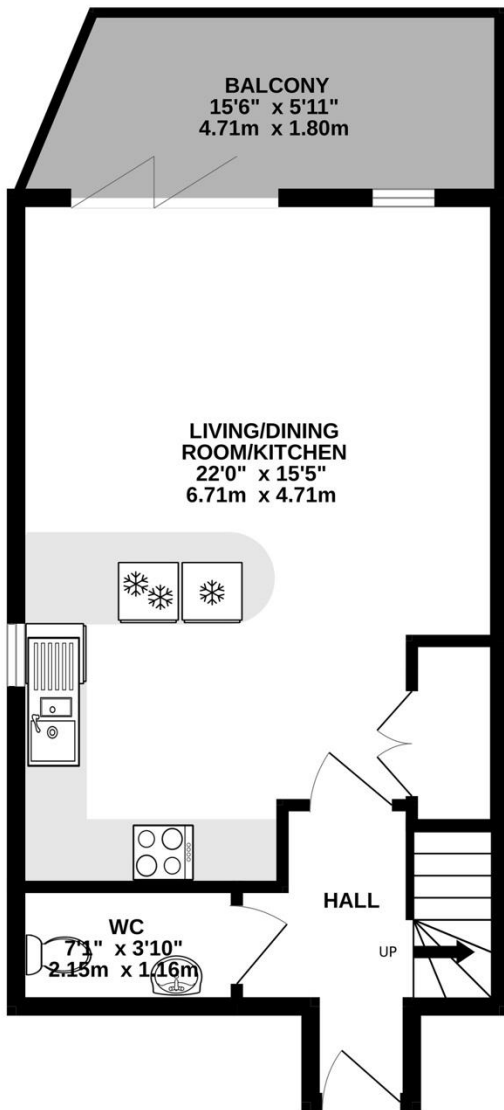 BALCONY
15'6" x 5'11"
4.71m x 1.80m
LIVING/DINING
ROOM/KITCHEN
22'0" x 15'5"
6.71m x 4.71m
HALL
WC
7'1" x 3'10"
2.15m x 1.16m
UP